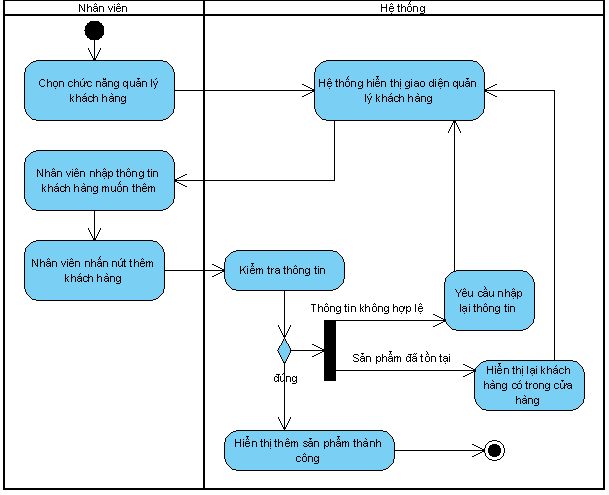 Nhân viên
Hệ thống
Chọn chức năng quản lý
khách hàng
Hệ thống hiển thị giao diện quản
lý khách hàng
Nhân viên nhập thông tin
khách hàng muốn thêm
Nhân viên nhấn nút thêm
khách hàng
Kiểm tra thông tin
Thông tin không hợp lệ
Yêu cầu nhập
lại thông tin
Sản phẩm đã tồn tại
Hiển thị lại khách
hàng có trong cửa
hàng
đúng
Hiển thị thêm sản phẩm thành
công